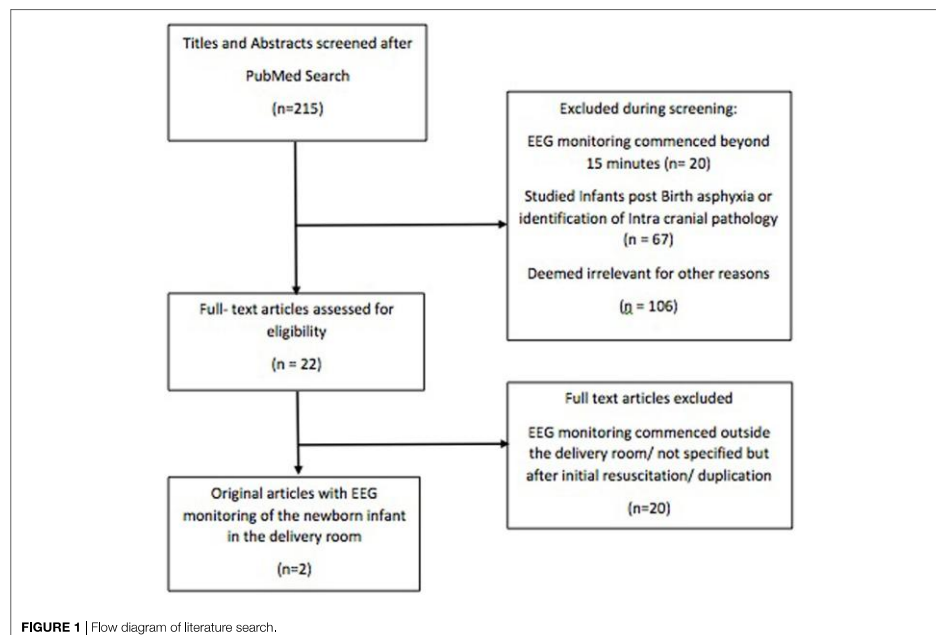 Titles and Abstracts screened after
PubMed Search
(n=215)
Excluded during screening:
EEG monitoring commenced beyond
15 minutes (n= 20)
Studied Infants post Birth asphyxia or
identification of Intra cranial pathology
(n = 67)
Deemed irrelevant for other reasons
(n = 106)
Full- text articles assessed for
eligibility
(n = 22)
Full text articles excluded
EEG monitoring commenced outside
the delivery room/ not specified but
after initial resuscitation/ duplication
(n=20)
Original articles with EEG
monitoring of the newborn infant
in the delivery room
(n=2)
FIGURE 1 | Flow diagram of literature search.